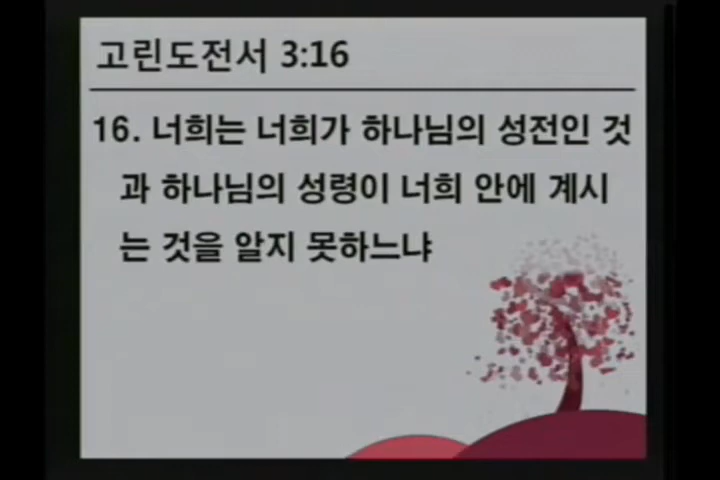 고린도전서 3:16
16. 너희는 너희가 하나님의 성전인 것
과 하나님의 성령이 너희 안에 계시
는 것을 알지 못하느냐